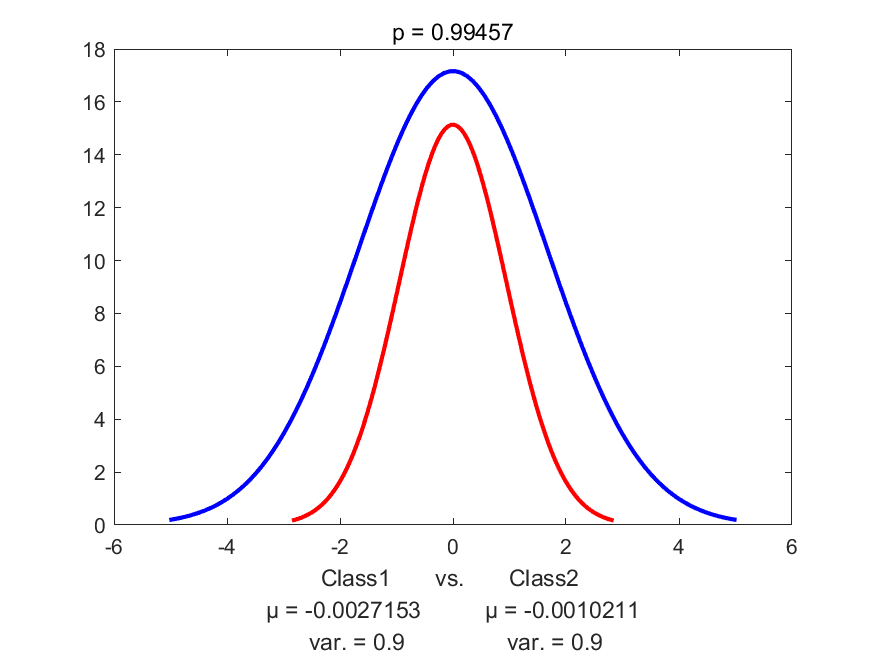 p = 0.99457
18
16
14
12
10
8
6
4
2
0
-6 -4 -2 0 2 4 6
Class1 vs. Class2
μ = -0.0027153 μ = -0.0010211
var. = 0.9 var. = 0.9